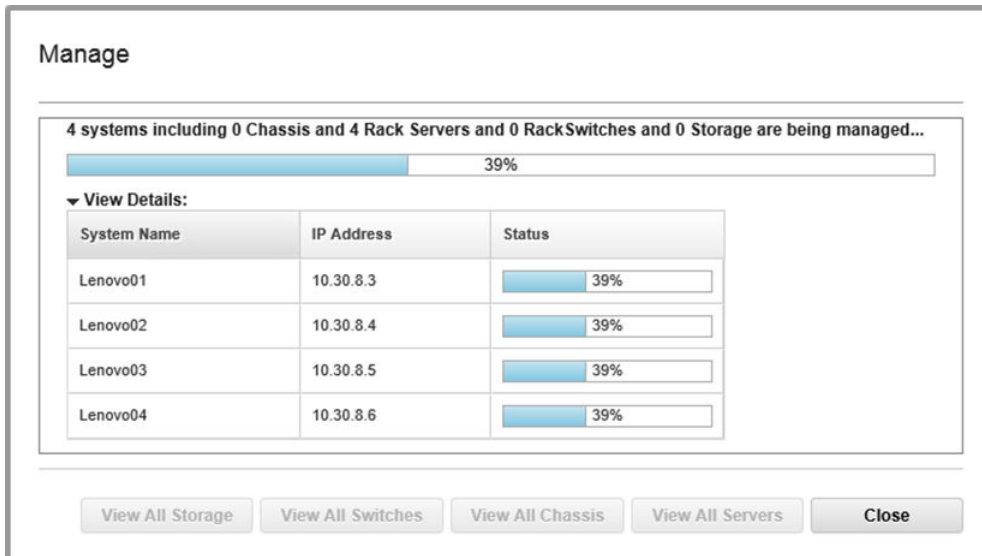 Manage
4 systems including 0 Chassis and 4 Rack Servers and 0 RackSwitches and 0 Storage are being managed...
39%
View Details:
System Name IP Address Status
Lenovo01 10.30.8.3 39%
Lenovo02 10.30.8.4 39%
Lenovo03 10.30.8.5 39%
Lenovo04 10.30.8.6 39%
View All Storage View All Switches View All Chassis View All Servers Close